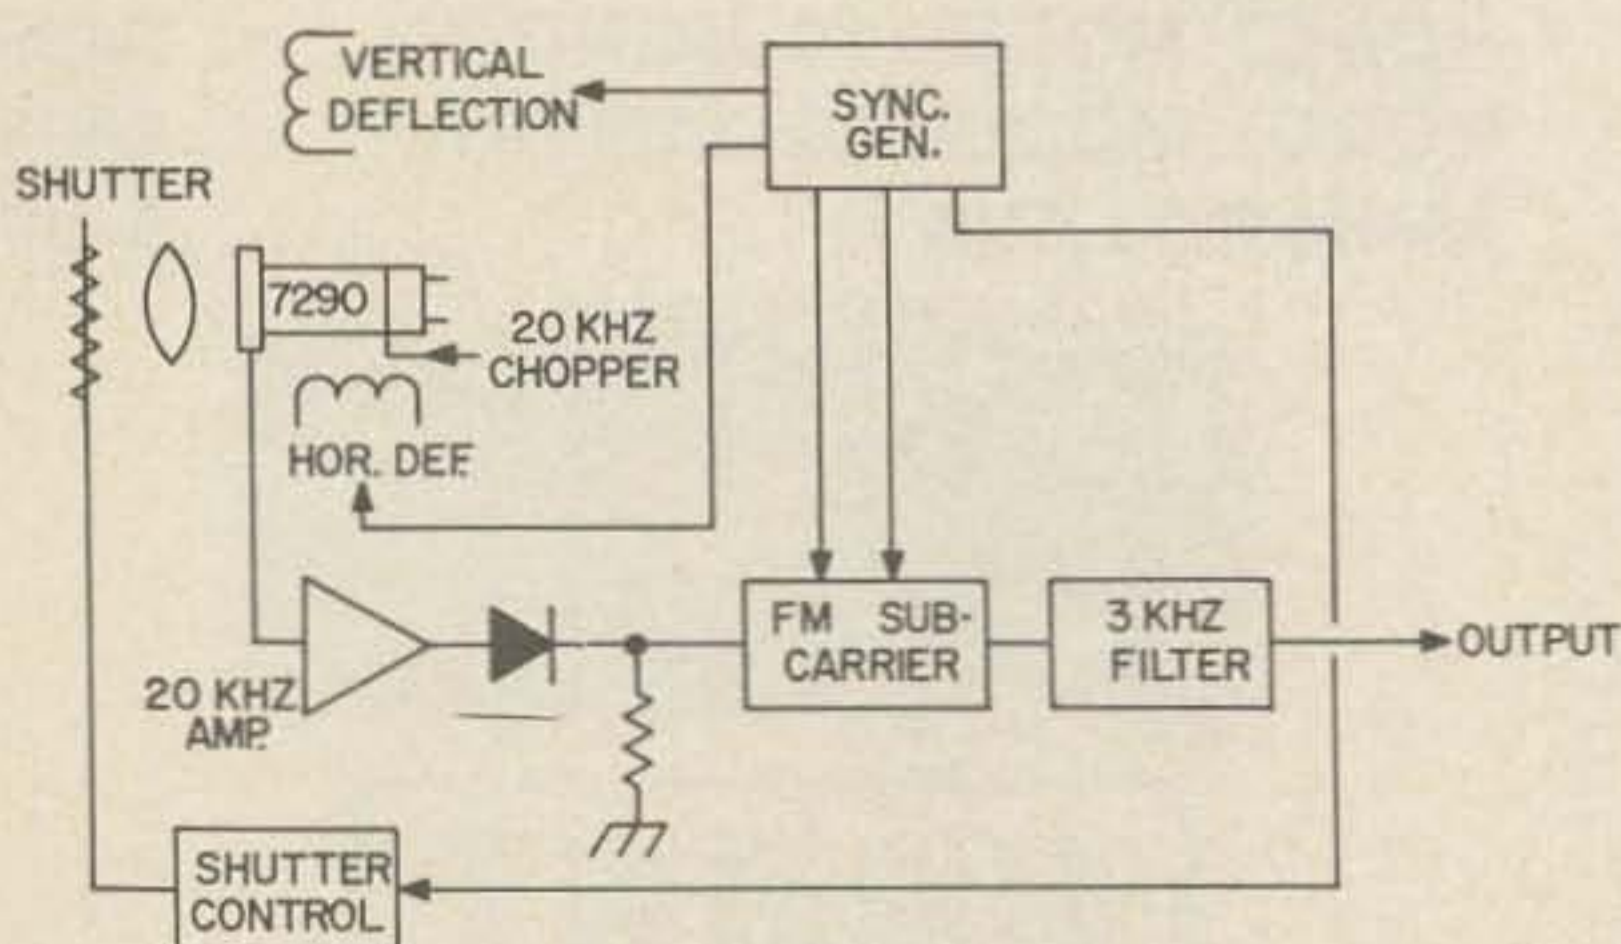 VERTICAL
DEFLECTION
SYNC.
GEN.
SHUTTER
7290
20 KHZ
CHOPPER
HOR. DEF.
FM SUB-
CARRIER
3 KHZ
FILTER
OUTPUT
20 KHZ
AMP.
SHUTTER
CONTROL